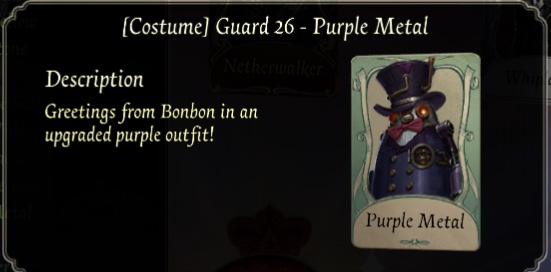 [Costume] Guard 26 - Purple Metal
Netherwalker
Description
Greetings from Bonbon in an
upgraded purple outfit!
Purple Metal